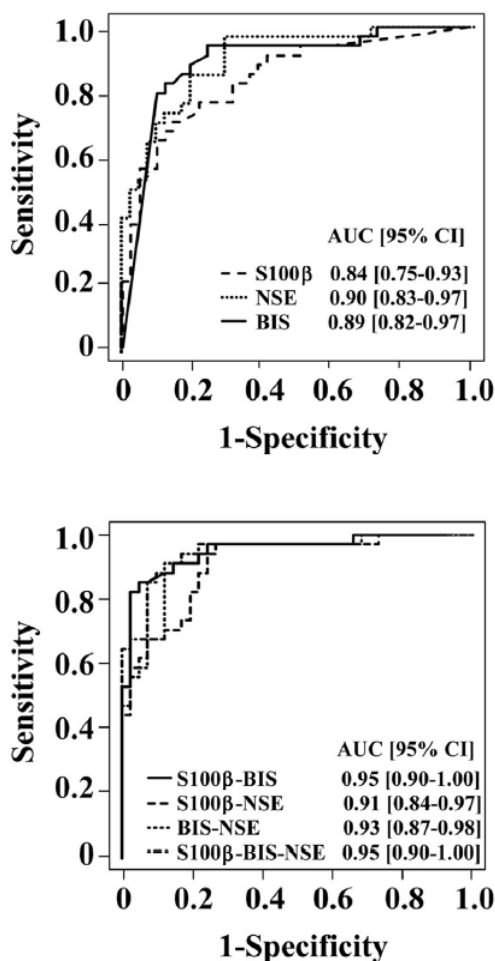 1.0
0.8
0.6
0.4
0.2
0
Sensitivity
AUC [95% CI]
S100β 0.84 [0.75-0.93]
NSE 0.90 [0.83-0.97]
BIS 0.89 [0.82-0.97]
0 0.2 0.4 0.6 0.8 1.0
1-Specificity
1.0
0.8
0.6
0.4
0.2
0
Sensitivity
AUC [95% CI]
S100β-BIS 0.95 [0.90-1.00]
S100β-NSE 0.91 [0.84-0.97]
BIS-NSE 0.93 [0.87-0.98]
S100β-BIS-NSE 0.95 [0.90-1.00]
0 0.2 0.4 0.6 0.8 1.0
1-Specificity